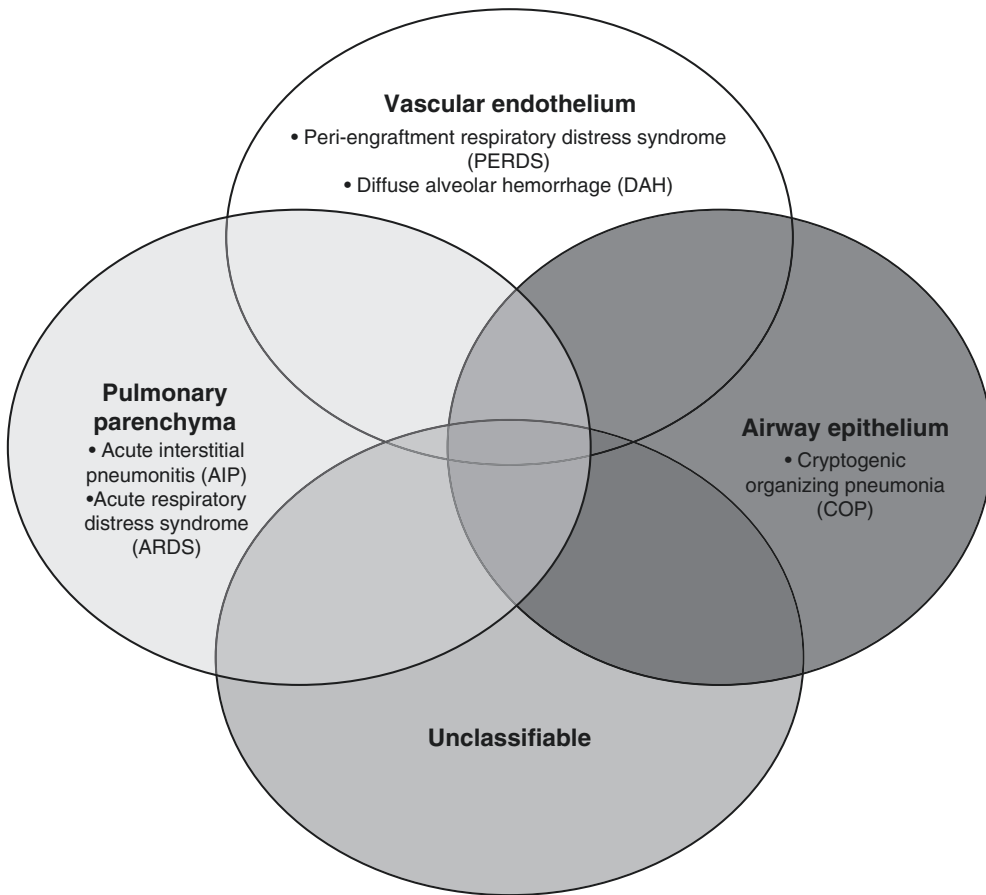 Vascular endothelium
• Peri-engraftment respiratory distress syndrome
(PERDS)
• Diffuse alveolar hemorrhage (DAH)
Pulmonary
parenchyma
• Acute interstitial
pneumonitis (AIP)
•Acute respiratory
distress syndrome
(ARDS)
Airway epithelium
• Cryptogenic
organizing pneumonia
(COP)
Unclassifiable